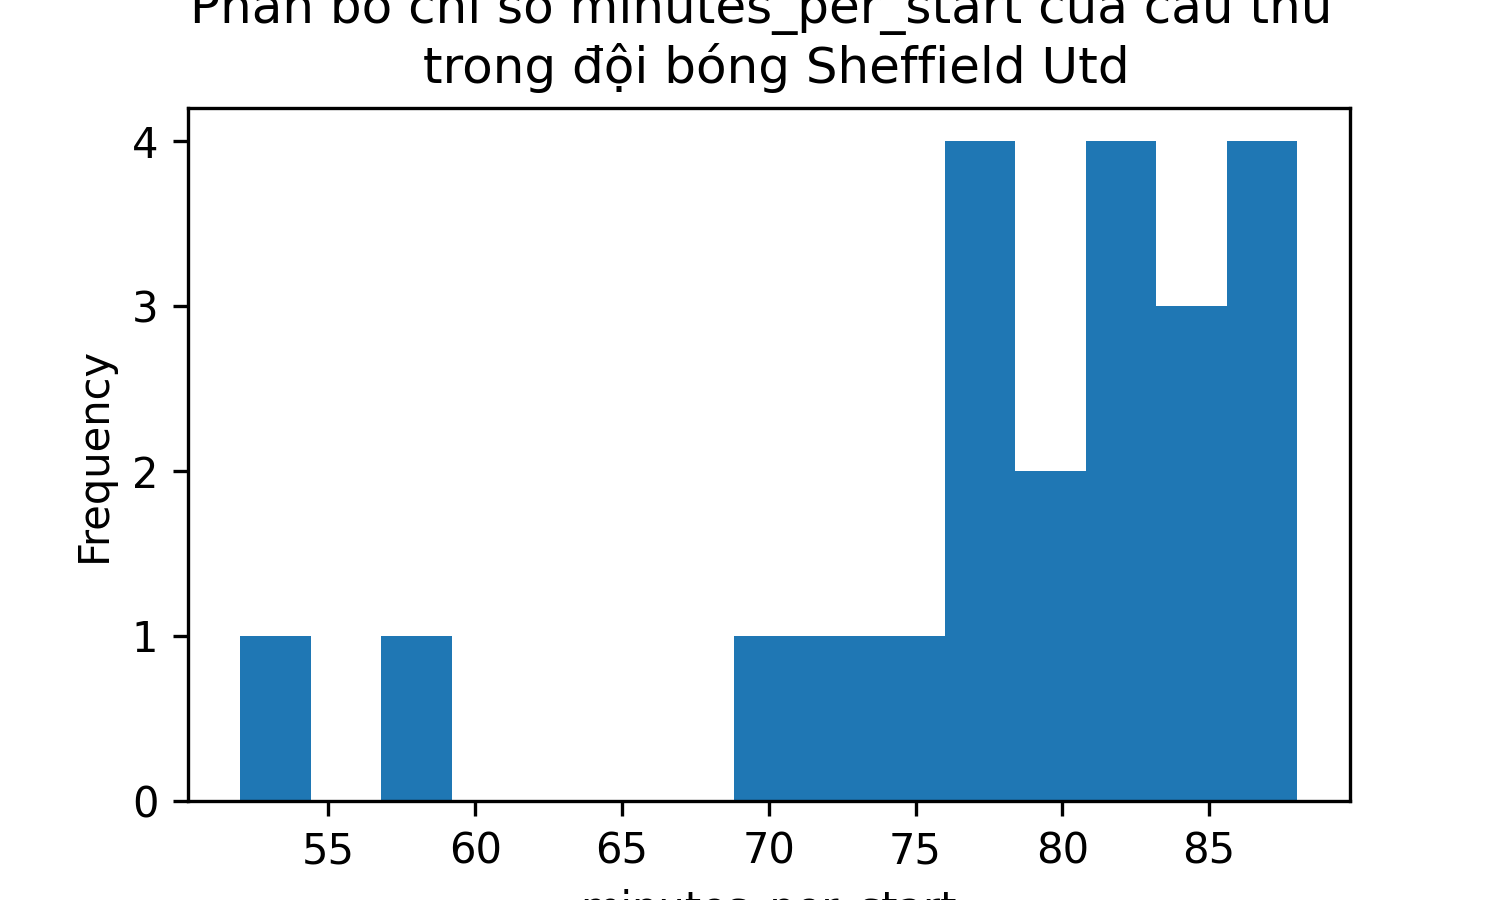 Phân bố chỉ số minutes_per_start của cầu thủ
trong đội bóng Sheffield Utd
4
3
2
1
0
Frequency
55 60 65 70 75 80 85
minutes_per_start